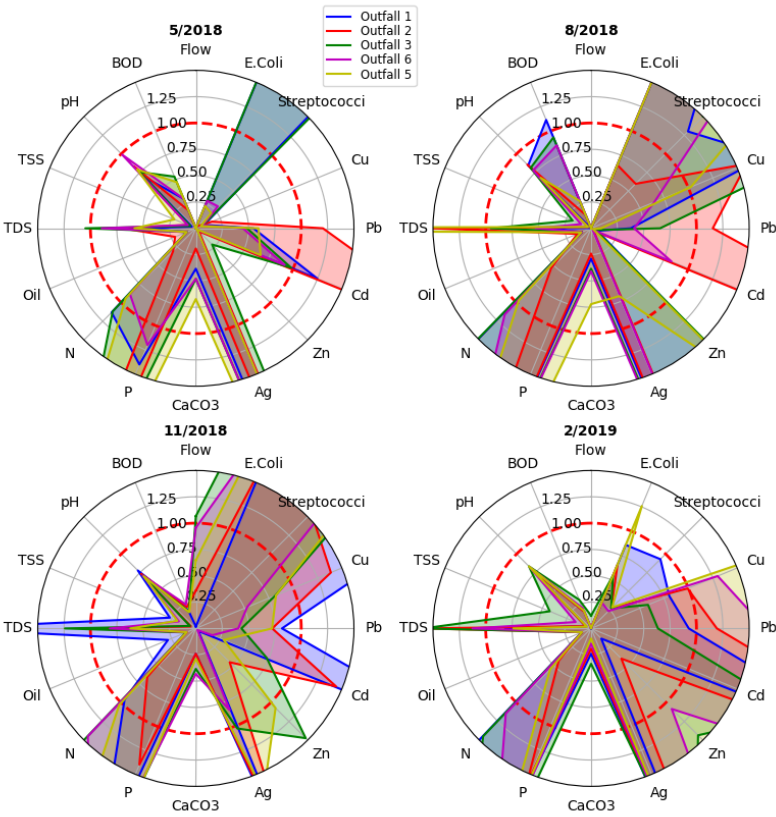 5/2018
Flow
BOD
E.Coli
pH
Streptococci
TSS
Cu
TDS
Pb
Oil
Cd
N
Zn
P
Ag
CaCO3
1.25
1.00
0.75
0.50
0.25
Outfall 1
Outfall 2
Outfall 3
Outfall 6
Outfall 5
8/2018
Flow
BOD
E.Coli
pH
Streptococci
TSS
Cu
TDS
Pb
Oil
Cd
N
Zn
P
Ag
CaCO3
1.25
1.00
0.75
0.50
0.25
11/2018
Flow
BOD
E.Coli
pH
Streptococci
TSS
Cu
TDS
Pb
Oil
Cd
N
Zn
P
Ag
CaCO3
1.25
1.00
0.75
0.50
0.25
2/2019
Flow
BOD
E.Coli
pH
Streptococci
TSS
Cu
TDS
Pb
Oil
Cd
N
Zn
P
Ag
CaCO3
1.25
1.00
0.75
0.50
0.25